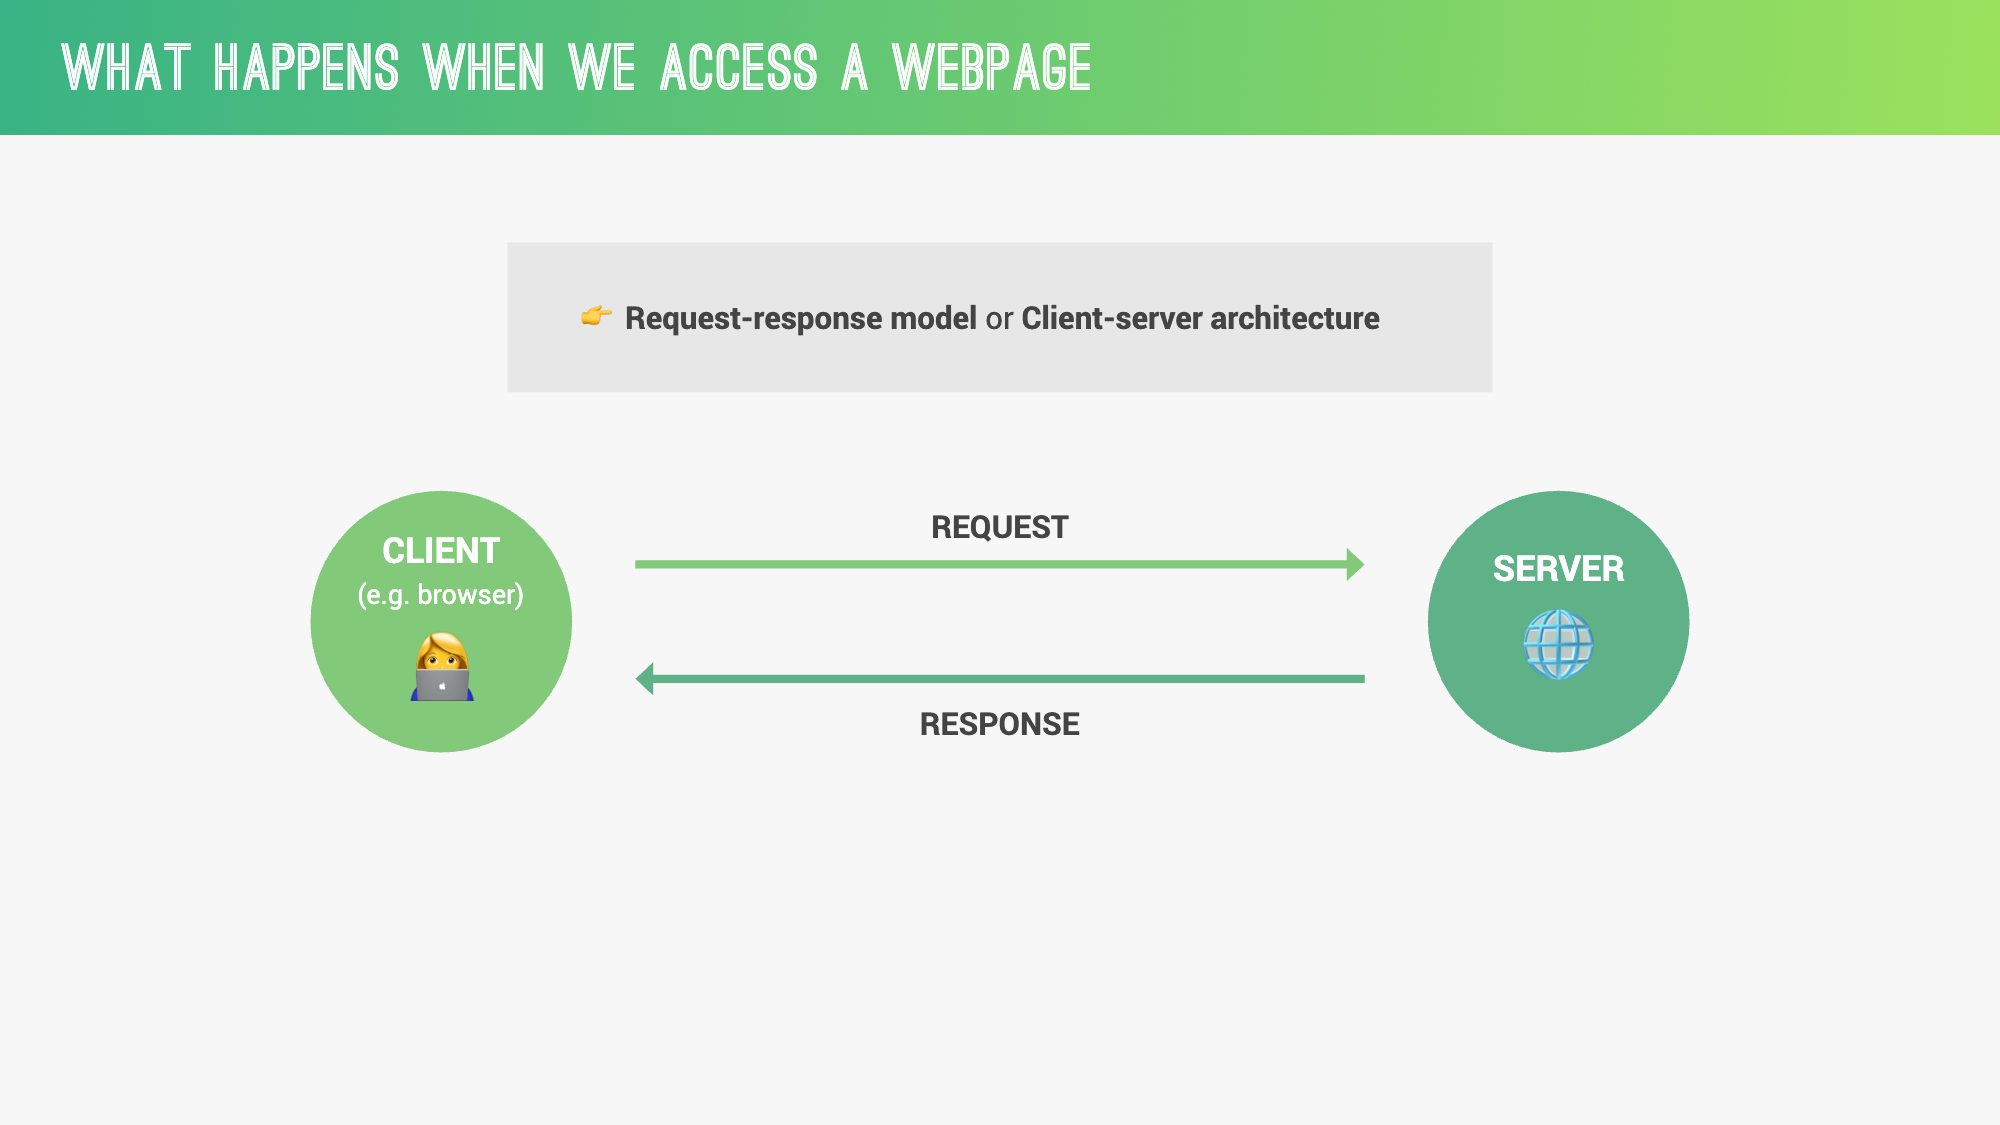 WHAT HAPPENS WHEN WE ACCESS A WEBPAGE
👉 Request-response model or Client-server architecture
CLIENT
(e.g. browser)
REQUEST
RESPONSE
SERVER